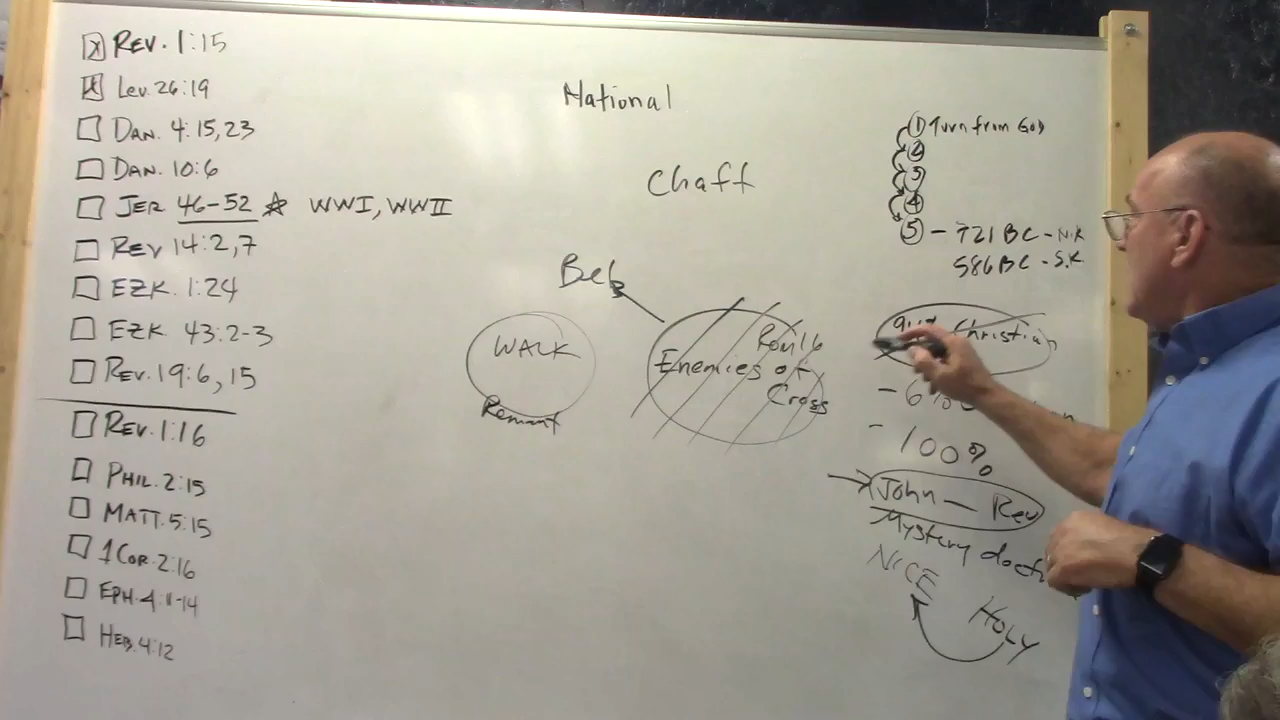 Rev. 1:15
Lev. 26:19
Dan. 4:15,23
Dan. 10:6
Jer 46-52 WWI, WWII
Rev 14:2,7
Ezk. 1:24
Ezk 43:2-3
Rev. 19:6, 15
Rev. 1:16
Phil. 2:15
Matt. 5:15
1 Cor. 2:16
Eph. 4:11-14
Heb. 4:12
National
Chaff
WALK
Remnant
Rom 16
Enemies of
Cross
1 Turn from God
2
3
4
5 - 721 BC - N.K
586 BC - S.K.
Christian
- 100%
John - Rev
Mystery doct
NICE
HOLY